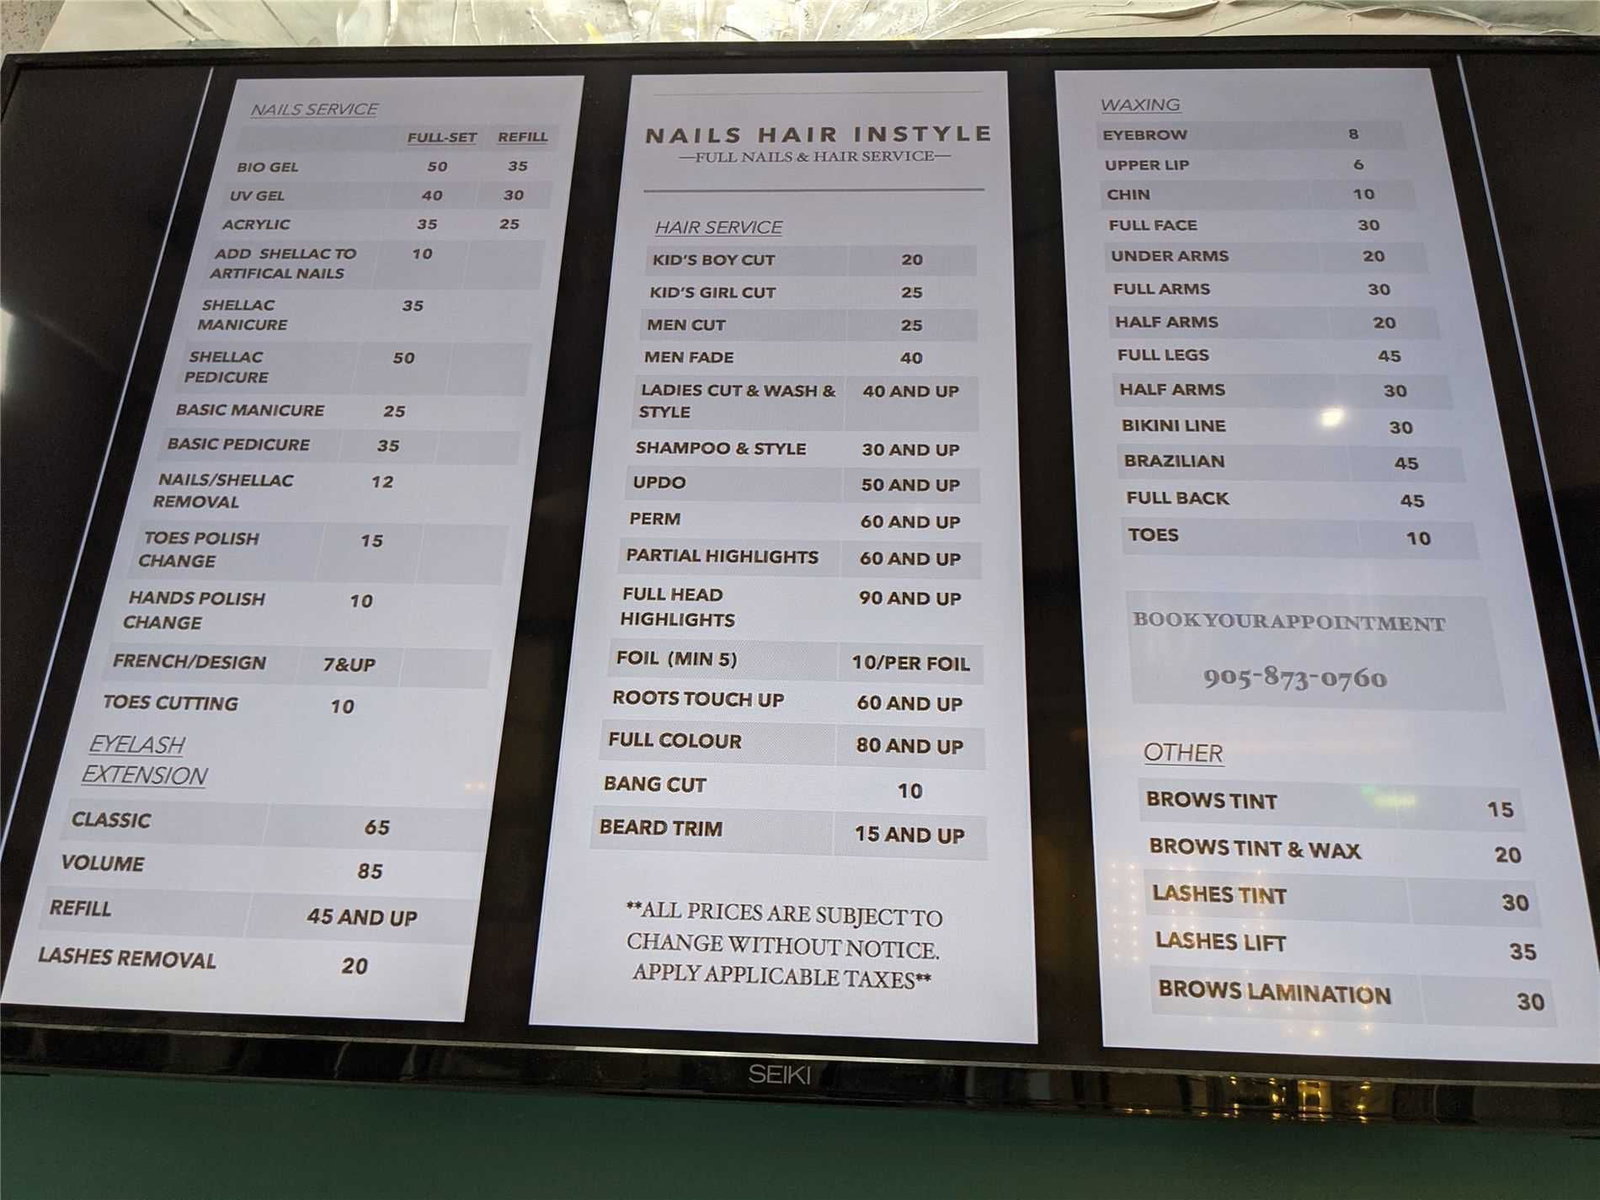 NAILS SERVICE
FULL-SET REFILL
BIO GEL 50 35
UV GEL 40 30
ACRYLIC 35 25
ADD SHELLAC TO 10
ARTIFICAL NAILS
SHELLAC 35
MANICURE
SHELLAC 50
PEDICURE
BASIC MANICURE 25
BASIC PEDICURE 35
NAILS/SHELLAC 12
REMOVAL
TOES POLISH 15
CHANGE
HANDS POLISH 10
CHANGE
FRENCH/DESIGN 7&UP
TOES CUTTING 10
EYELASH
EXTENSION
CLASSIC 65
VOLUME 85
REFILL 45 AND UP
LASHES REMOVAL 20
NAILS HAIR INSTYLE
—FULL NAILS & HAIR SERVICE—
HAIR SERVICE
KID'S BOY CUT 20
KID'S GIRL CUT 25
MEN CUT 25
MEN FADE 40
LADIES CUT & WASH & 40 AND UP
STYLE
SHAMPOO & STYLE 30 AND UP
UPDO 50 AND UP
PERM 60 AND UP
PARTIAL HIGHLIGHTS 60 AND UP
FULL HEAD 90 AND UP
HIGHLIGHTS
FOIL (MIN 5) 10/PER FOIL
ROOTS TOUCH UP 60 AND UP
FULL COLOUR 80 AND UP
BANG CUT 10
BEARD TRIM 15 AND UP
**ALL PRICES ARE SUBJECT TO
CHANGE WITHOUT NOTICE.
APPLY APPLICABLE TAXES**
WAXING
EYEBROW 8
UPPER LIP 6
CHIN 10
FULL FACE 30
UNDER ARMS 20
FULL ARMS 30
HALF ARMS 20
FULL LEGS 45
HALF ARMS 30
BIKINI LINE 30
BRAZILIAN 45
FULL BACK 45
TOES 10
BOOK YOUR APPOINTMENT
905-873-0760
OTHER
BROWS TINT 15
BROWS TINT & WAX 20
LASHES TINT 30
LASHES LIFT 35
BROWS LAMINATION 30
SEIKI